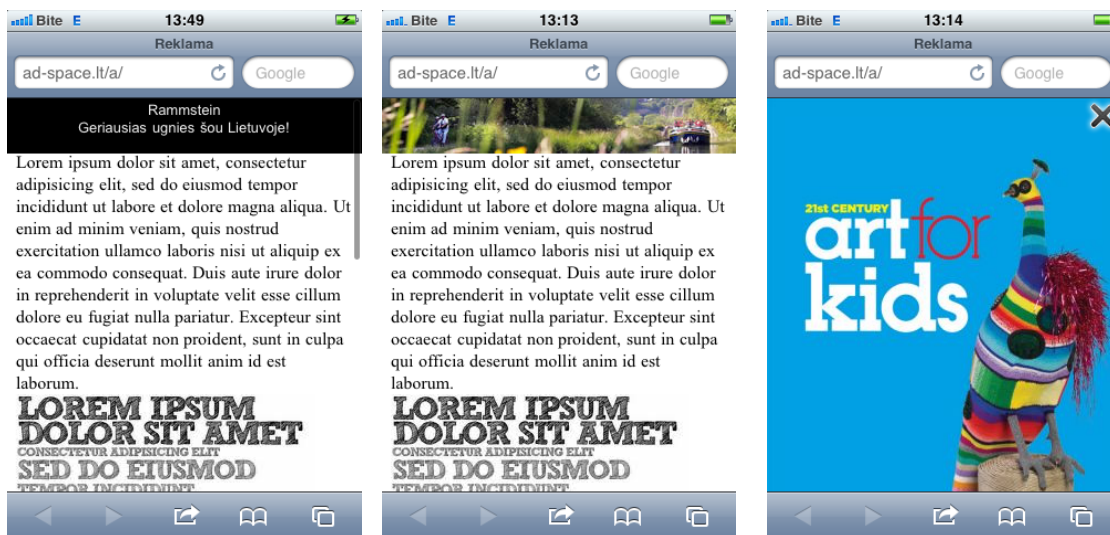 Bite E 13:49
Reklama
ad-space.lt/a/ Google
Rammstein
Geriausias ugnies šou Lietuvoje!
Lorem ipsum dolor sit amet, consectetur
adipisicing elit, sed do eiusmod tempor
incididunt ut labore et dolore magna aliqua. Ut
enim ad minim veniam, quis nostrud
exercitation ullamco laboris nisi ut aliquip ex
ea commodo consequat. Duis aute irure dolor
in reprehenderit in voluptate velit esse cillum
dolore eu fugiat nulla pariatur. Excepteur sint
occaecat cupidatat non proident, sunt in culpa
qui officia deserunt mollit anim id est
laborum.
LOREM IPSUM
DOLOR SIT AMET
CONSECTETUR ADIPISICING ELIT
SED DO EIUSMOD
TEMPOR INCIDIDUNT
Bite E 13:13
Reklama
ad-space.lt/a/ Google
Lorem ipsum dolor sit amet, consectetur
adipisicing elit, sed do eiusmod tempor
incididunt ut labore et dolore magna aliqua. Ut
enim ad minim veniam, quis nostrud
exercitation ullamco laboris nisi ut aliquip ex
ea commodo consequat. Duis aute irure dolor
in reprehenderit in voluptate velit esse cillum
dolore eu fugiat nulla pariatur. Excepteur sint
occaecat cupidatat non proident, sunt in culpa
qui officia deserunt mollit anim id est
laborum.
LOREM IPSUM
DOLOR SIT AMET
CONSECTETUR ADIPISICING ELIT
SED DO EIUSMOD
TEMPOR INCIDIDUNT
Bite E 13:14
Reklama
ad-space.lt/a/ Google
21st CENTURY
art for
kids